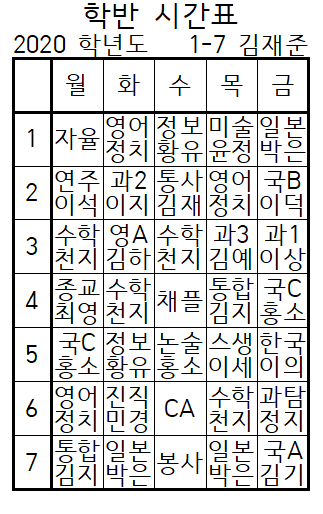 학반 시간표
2020 학년도 1-7 김재준
월 화 수 목 금
1 자율 영어 정보 미술 일본
정치 황유 윤정 박은
2 연주 과2 통사 영어 국B
이석 이지 김재 정치 이덕
3 수학 영A 수학 과3 과1
천지 김하 천지 김예 이상
4 종교 수학 채플 통합 국C
최영 천지 김지 홍소
5 국C 정보 논술 스생 한국
홍소 황유 홍소 이세 이의
6 영어 진직 CA 수학 과탐
정치 민경 천지 정지
7 통합 일본 봉사 일본 국A
김지 박은 박은 김기